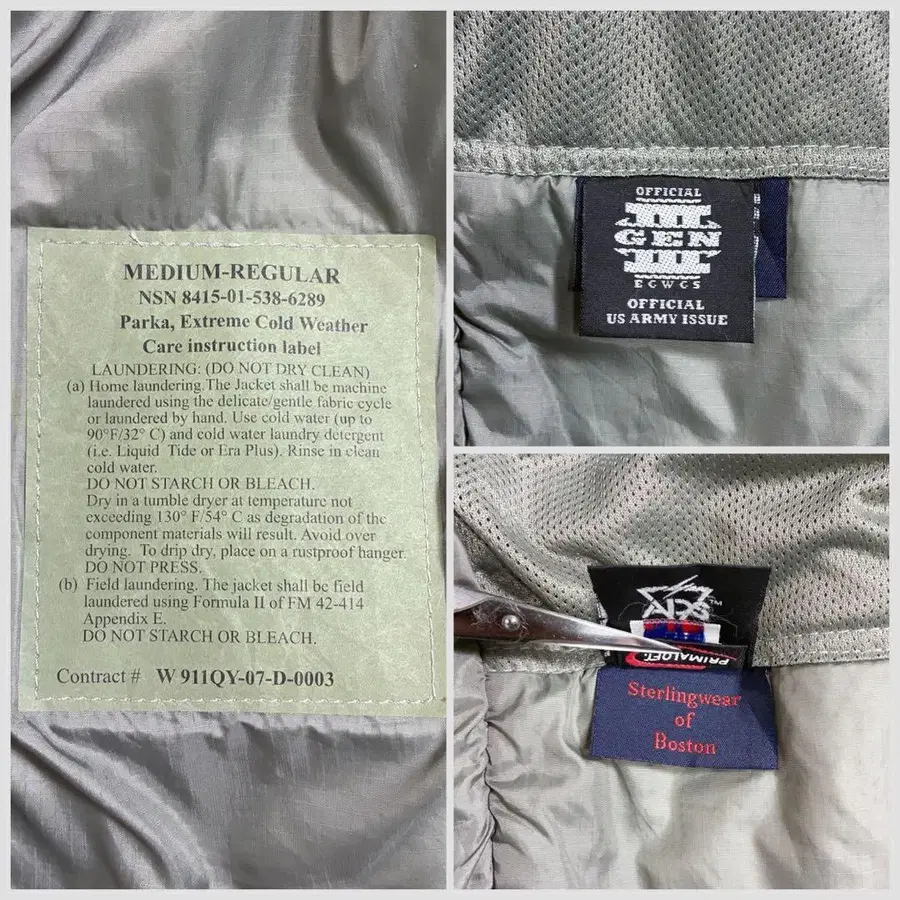 MEDIUM-REGULAR
NSN 8415-01-538-6289
Parka, Extreme Cold Weather
Care instruction label
LAUNDERING: (DO NOT DRY CLEAN)
(a) Home laundering.The Jacket shall be machine
laundered using the delicate/gentle fabric cycle
or laundered by hand. Use cold water (up to
90°F/32° C) and cold water laundry detergent
(i.e. Liquid Tide or Era Plus). Rinse in clean
cold water.
DO NOT STARCH OR BLEACH.
Dry in a tumble dryer at temperature not
exceeding 130° F/54° C as degradation of the
component materials will result. Avoid over
drying. To drip dry, place on a rustproof hanger.
DO NOT PRESS.
(b) Field laundering. The jacket shall be field
laundered using Formula II of FM 42-414
Appendix E.
DO NOT STARCH OR BLEACH.
Contract # W 911QY-07-D-0003
OFFICIAL
III
GEN
III
ECWCS
OFFICIAL
US ARMY ISSUE
ADS™
PRIMALOFT
Sterlingwear
of
Boston